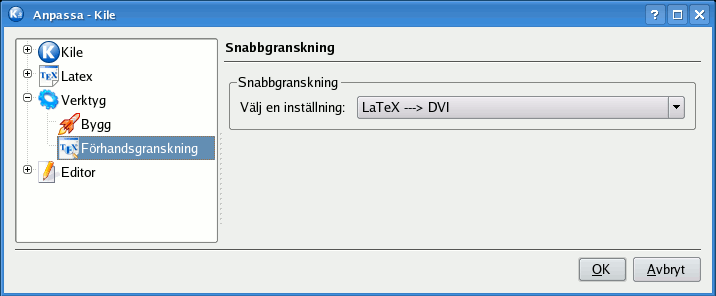 Anpassa - Kile
Kile
Latex
Verktyg
Bygg
Förhandsgranskning
Editor
Snabbgranskning
Snabbgranskning
Välj en inställning: LaTeX ---> DVI
OK Avbryt